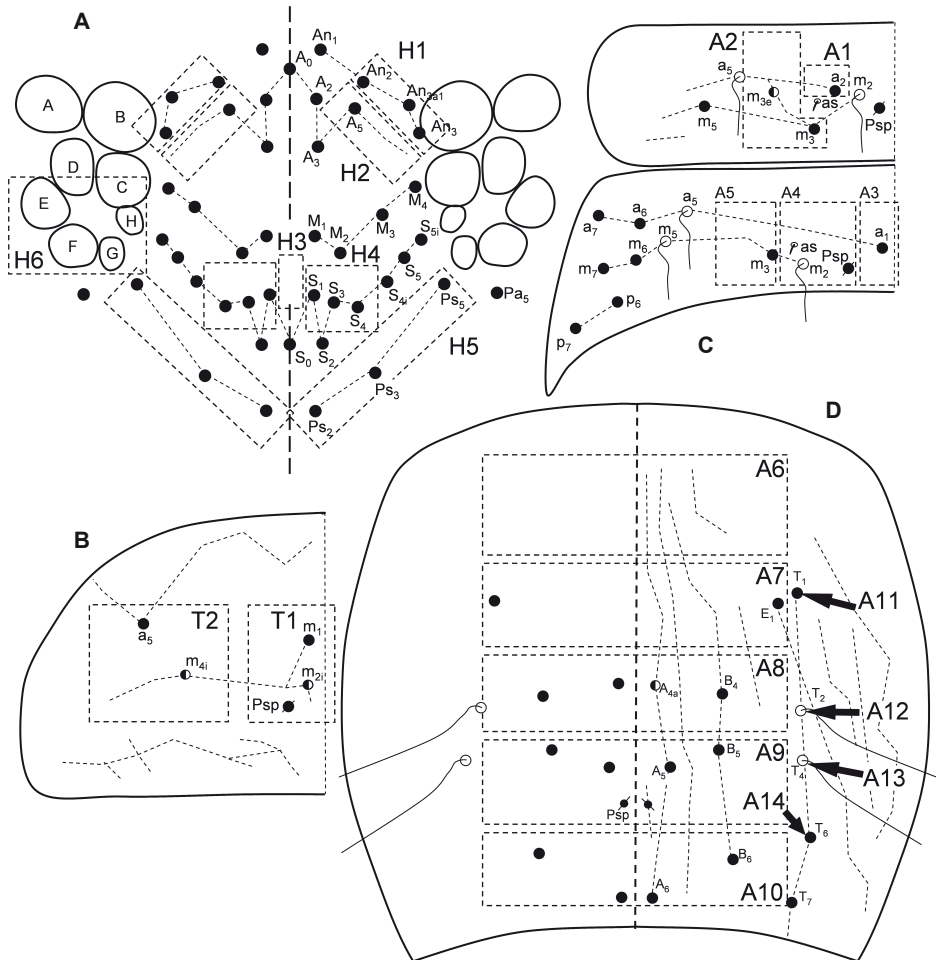 A
An₁
A₀
H1
A₂
An₂
An₃ₐ₁
A
B
A₅
An₃
A₃
H2
D
C
E
H
M₄
M₃
M₁
M₂
S₅ᵢ
F
G
H6
H3
H4
S₅
S₁
S₃
S₄ᵢ
S₄
Ps₅
Pa₅
S₀
S₂
H5
Ps₃
Ps₂
A2
A1
a₅
a₂
m₂
m₃ₑ
as
m₅
m₃
Psp
A5
A4
A3
a₅
a₆
a₇
a₁
m₅
m₆
m₇
m₃
as
m₂
Psp
p₆
p₇
C
D
A6
B
T2
T1
a₅
m₁
m₄ᵢ
m₂ᵢ
Psp
A7
T₁
A11
E₁
A8
A₄ₐ
B₄
T₂
A12
A9
A₅
B₅
T₄
A13
A14
Psp
T₆
B₆
A₆
A10
T₇